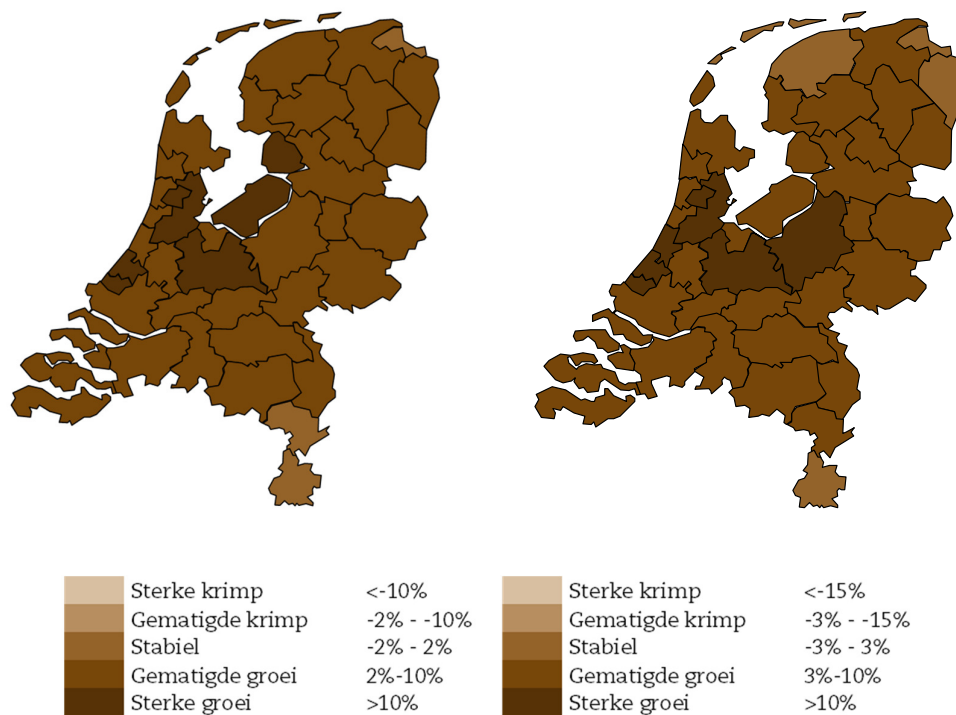 Sterke krimp <-10%
Gematigde krimp -2% - -10%
Stabiel -2% - 2%
Gematigde groei 2%-10%
Sterke groei >10%
Sterke krimp <-15%
Gematigde krimp -3% - -15%
Stabiel -3% - 3%
Gematigde groei 3%-10%
Sterke groei >10%